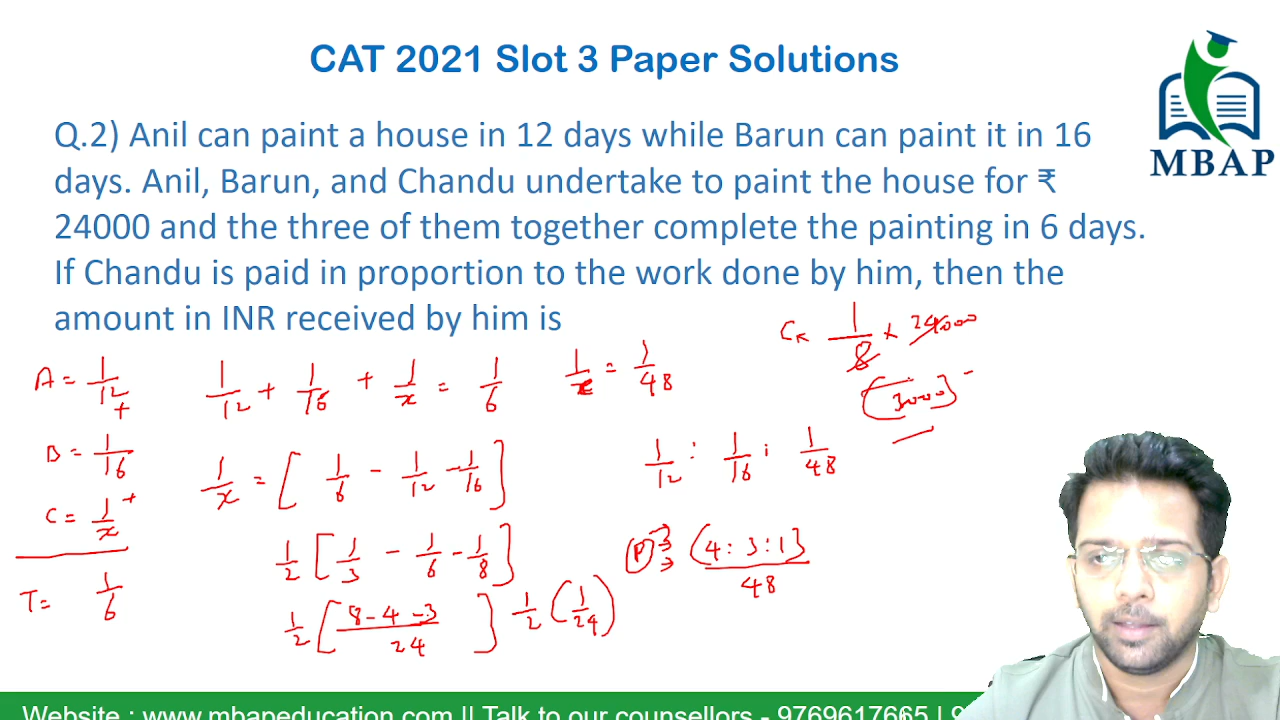 CAT 2021 Slot 3 Paper Solutions
MBAP
Q.2) Anil can paint a house in 12 days while Barun can paint it in 16
days. Anil, Barun, and Chandu undertake to paint the house for ₹
24000 and the three of them together complete the painting in 6 days.
If Chandu is paid in proportion to the work done by him, then the
amount in INR received by him is
A = 1/12 +
B = 1/16
C = 1/x +
T = 1/6
1/12 + 1/16 + 1/x = 1/6
1/x = [ 1/6 - 1/12 - 1/16 ]
1/2 [ 1/3 - 1/6 - 1/8 ]
1/2 [ 8-4-3/24 ] 1/2 ( 1/24 )
1/x = 1/48
1/12 : 1/16 : 1/48
(4:3:1)/48
1/8 × 24000
3000
Website : www.mbapeducation.com || Talk to our counsellors - 9769617665 | 9